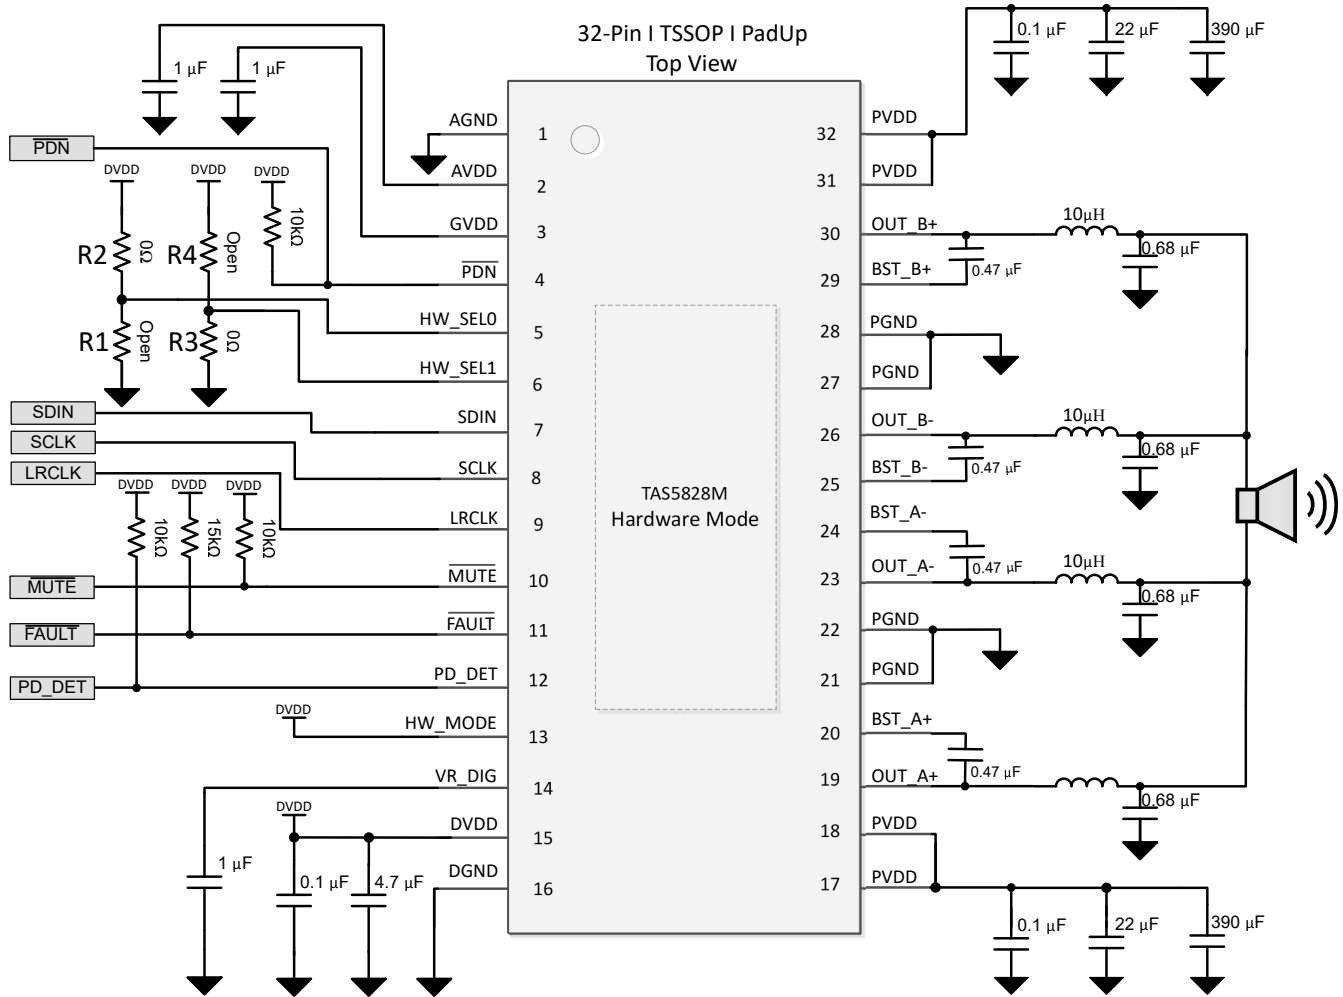 32-Pin I TSSOP I PadUp
Top View
0.1 µF
22 µF
390 µF
1 µF
1 µF
PDN
DVDD
DVDD
DVDD
R2
0Ω
R4
Open
10kΩ
R1
Open
R3
0Ω
SDIN
SCLK
LRCLK
DVDD
DVDD
DVDD
10kΩ
15kΩ
10kΩ
MUTE
FAULT
PD_DET
DVDD
DVDD
1 µF
0.1 µF
4.7 µF
AGND
1
AVDD
2
GVDD
3
PDN
4
HW_SEL0
5
HW_SEL1
6
SDIN
7
SCLK
8
LRCLK
9
MUTE
10
FAULT
11
PD_DET
12
HW_MODE
13
VR_DIG
14
DVDD
15
DGND
16
TAS5828M
Hardware Mode
32
PVDD
31
PVDD
30
OUT_B+
29
BST_B+
28
PGND
27
PGND
26
OUT_B-
25
BST_B-
24
BST_A-
23
OUT_A-
22
PGND
21
PGND
20
BST_A+
19
OUT_A+
18
PVDD
17
PVDD
10µH
0.68 µF
0.47 µF
10µH
0.68 µF
0.47 µF
0.47 µF
10µH
0.68 µF
0.47 µF
0.68 µF
0.1 µF
22 µF
390 µF